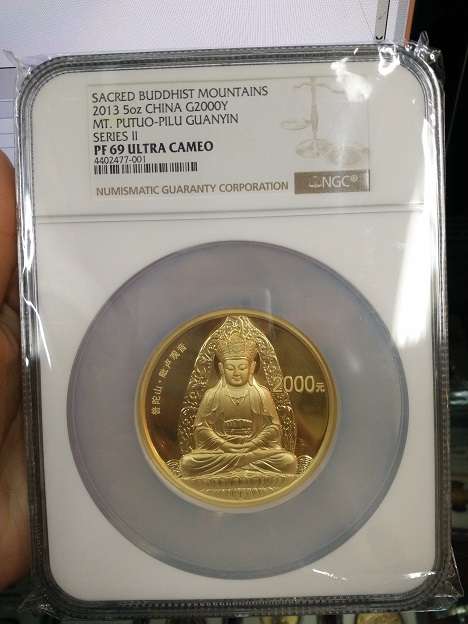 SACRED BUDDHIST MOUNTAINS
2013 5oz CHINA G2000Y
MT. PUTUO-PILU GUANYIN
SERIES II
PF 69 ULTRA CAMEO
4402477-001
NUMISMATIC GUARANTY CORPORATION
NGC®
普陀山·毗卢观音
2000元